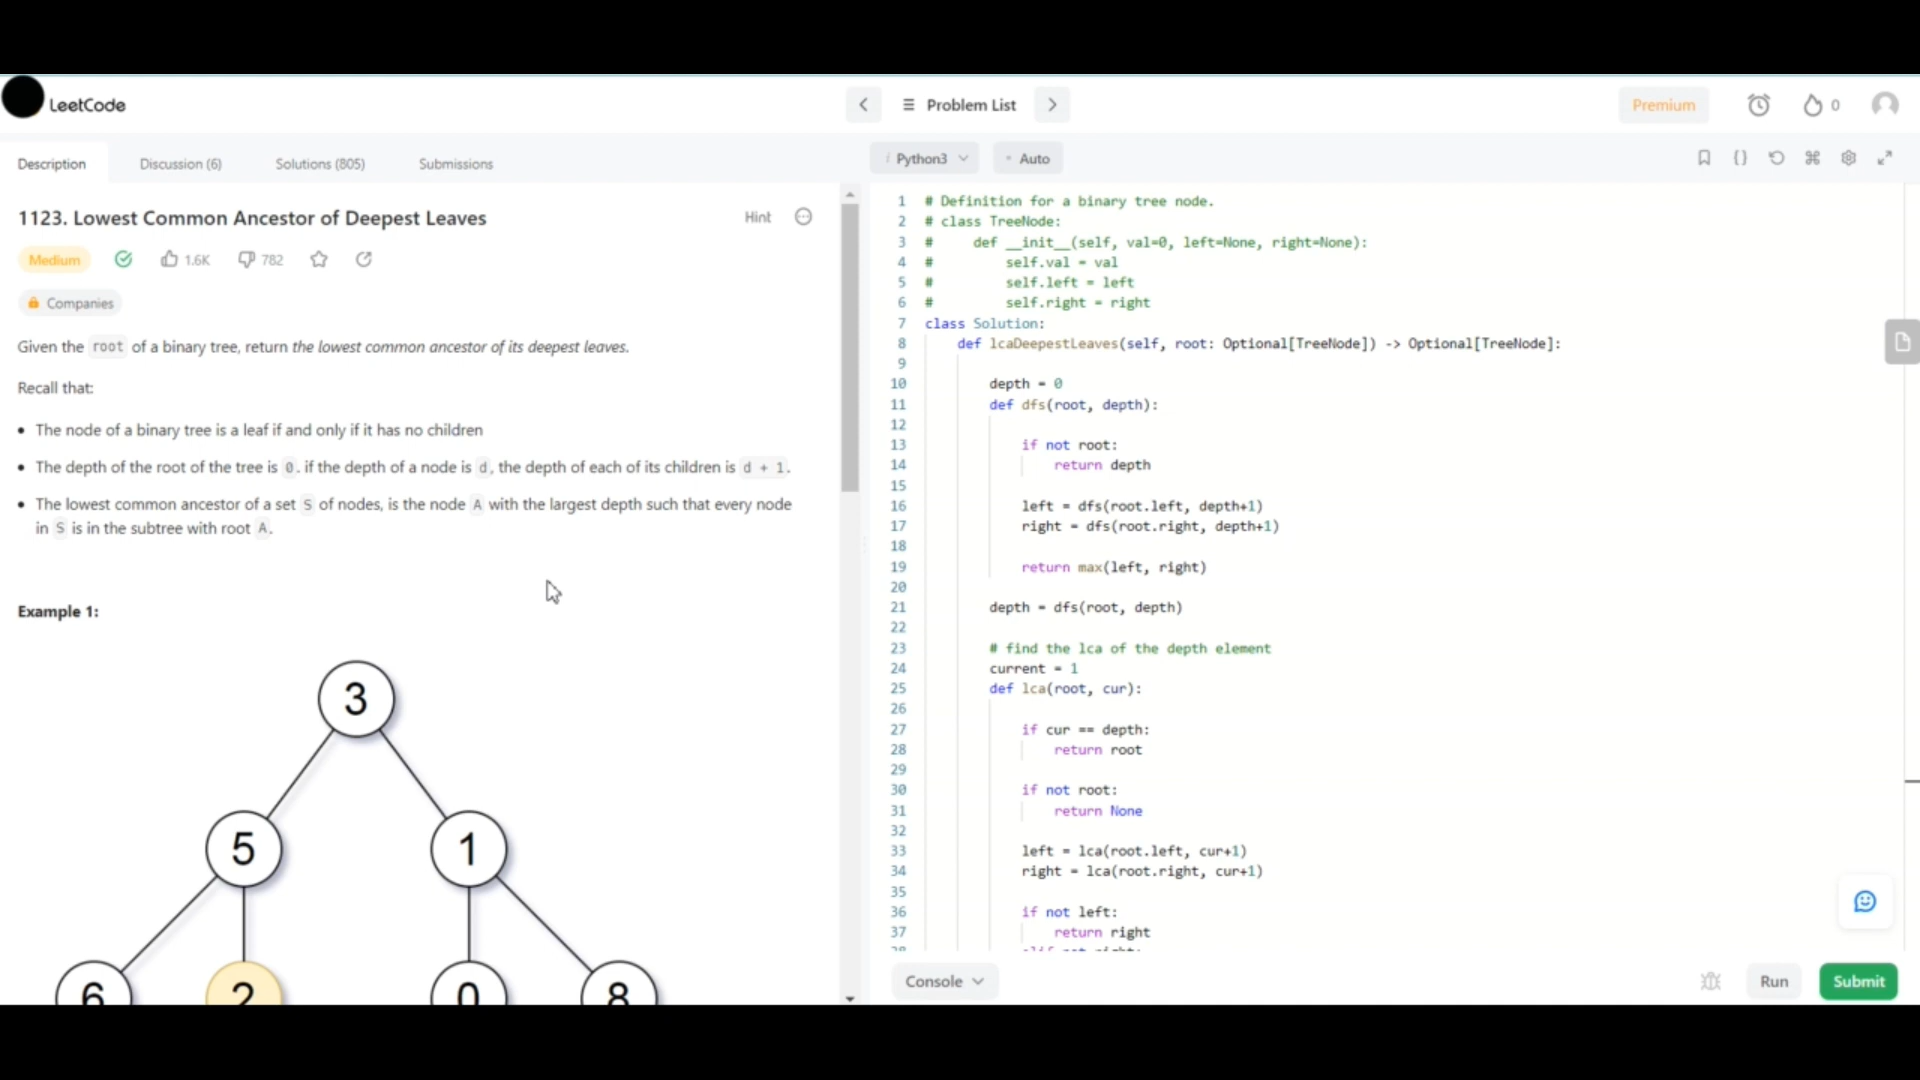 LeetCode
Problem List
Premium
0
Description
Discussion (6)
Solutions (805)
Submissions
1123. Lowest Common Ancestor of Deepest Leaves
Hint
Medium
1.6K
782
Companies
Given the root of a binary tree, return the lowest common ancestor of its deepest leaves.
Recall that:
• The node of a binary tree is a leaf if and only if it has no children
• The depth of the root of the tree is 0. if the depth of a node is d, the depth of each of its children is d + 1.
• The lowest common ancestor of a set S of nodes, is the node A with the largest depth such that every node
in S is in the subtree with root A.
Example 1:
3
5
1
6
2
0
8
i Python3
Auto
1 # Definition for a binary tree node.
2 # class TreeNode:
3 #     def __init__(self, val=0, left=None, right=None):
4 #         self.val = val
5 #         self.left = left
6 #         self.right = right
7 class Solution:
8     def lcaDeepestLeaves(self, root: Optional[TreeNode]) -> Optional[TreeNode]:
9
10         depth = 0
11         def dfs(root, depth):
12
13             if not root:
14                 return depth
15
16             left = dfs(root.left, depth+1)
17             right = dfs(root.right, depth+1)
18
19             return max(left, right)
20
21         depth = dfs(root, depth)
22
23         # find the lca of the depth element
24         current = 1
25         def lca(root, cur):
26
27             if cur == depth:
28                 return root
29
30             if not root:
31                 return None
32
33             left = lca(root.left, cur+1)
34             right = lca(root.right, cur+1)
35
36             if not left:
37                 return right
Console
Run
Submit